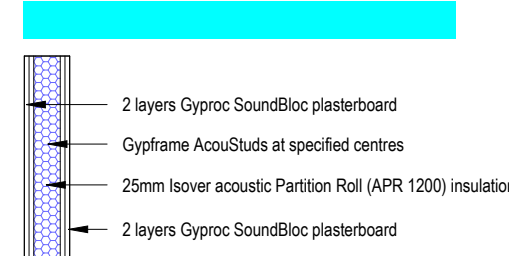 2 layers Gyproc SoundBloc plasterboard
Gypframe AcouStuds at specified centres
25mm Isover acoustic Partition Roll (APR 1200) insulation
2 layers Gyproc SoundBloc plasterboard